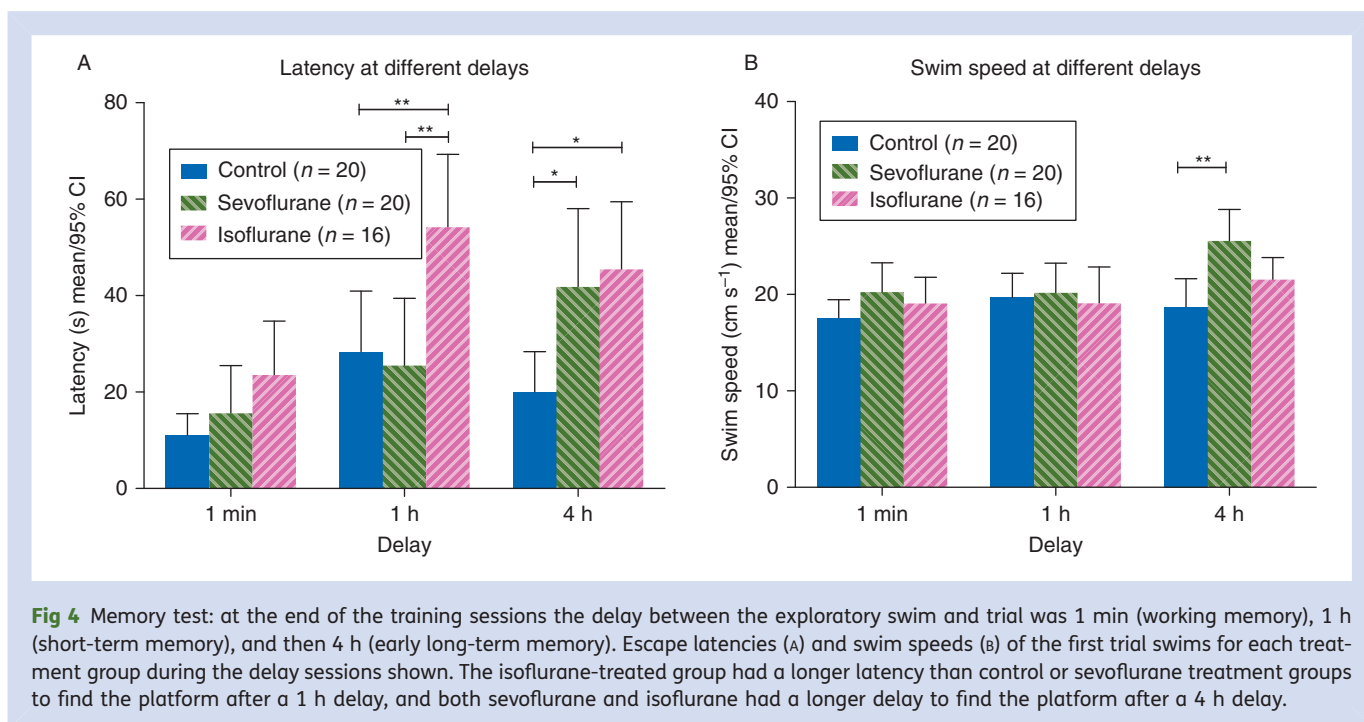 A
Latency at different delays
80
60
40
20
0
Latency (s) mean/95% CI
**
**
*
*
Control (n = 20)
Sevoflurane (n = 20)
Isoflurane (n = 16)
1 min
1 h
4 h
Delay
B
Swim speed at different delays
40
30
20
10
0
Swim speed (cm s⁻¹) mean/95% CI
Control (n = 20)
Sevoflurane (n = 20)
Isoflurane (n = 16)
**
1 min
1 h
4 h
Delay
Fig 4 Memory test: at the end of the training sessions the delay between the exploratory swim and trial was 1 min (working memory), 1 h
(short-term memory), and then 4 h (early long-term memory). Escape latencies (A) and swim speeds (B) of the first trial swims for each treat-
ment group during the delay sessions shown. The isoflurane-treated group had a longer latency than control or sevoflurane treatment groups
to find the platform after a 1 h delay, and both sevoflurane and isoflurane had a longer delay to find the platform after a 4 h delay.